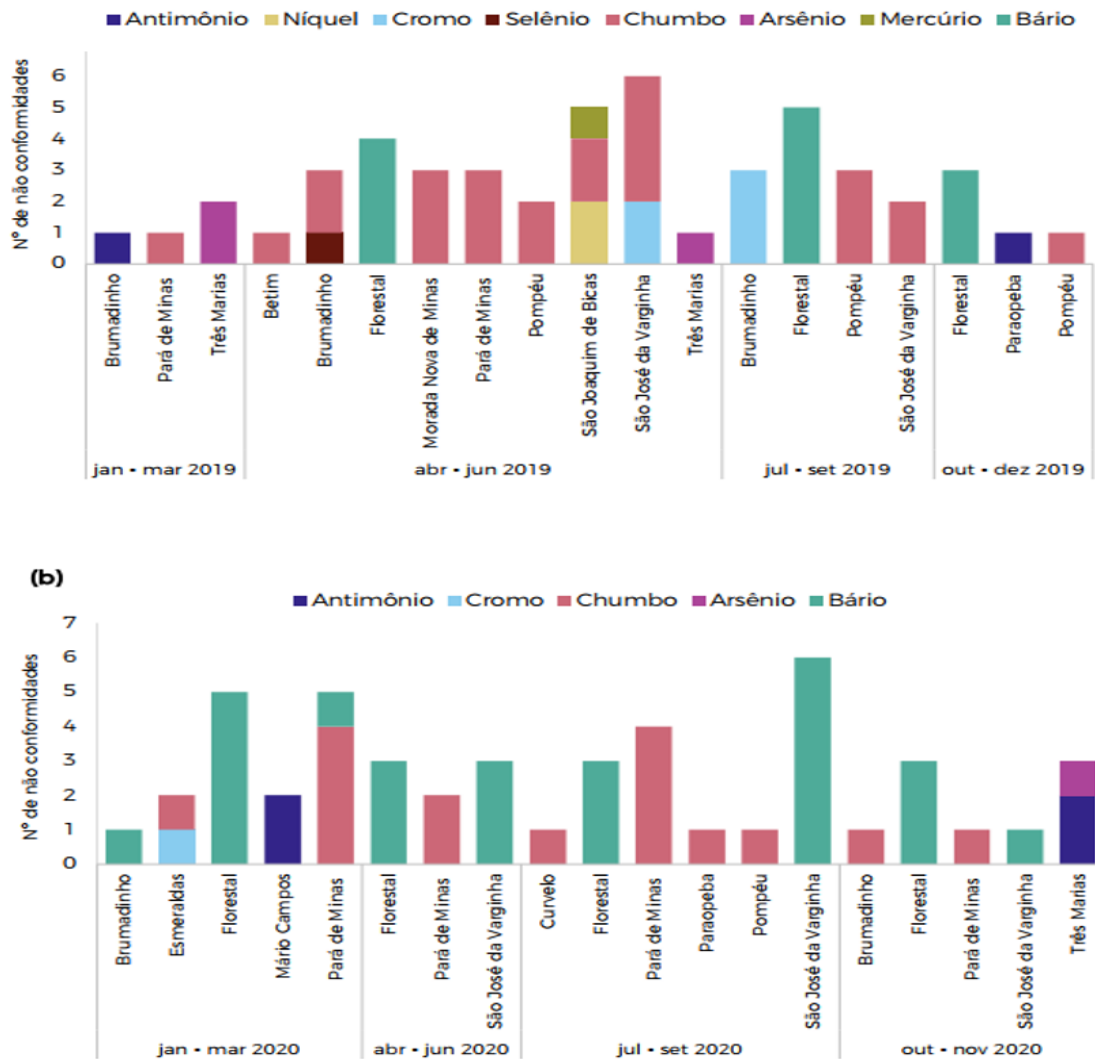 Antimônio Níquel Cromo Selênio Chumbo Arsênio Mercúrio Bário
N° de não conformidades
6
5
4
3
2
1
0
Brumadinho
Pará de Minas
Três Marias
Betim
Brumadinho
Florestal
Morada Nova de Minas
Pará de Minas
Pompéu
São Joaquim de Bicas
São José da Varginha
Três Marias
Brumadinho
Florestal
Pompéu
São José da Varginha
Florestal
Paraopeba
Pompéu
jan - mar 2019 abr - jun 2019 jul - set 2019 out - dez 2019
(b)
Antimônio Cromo Chumbo Arsênio Bário
N° de não conformidades
7
6
5
4
3
2
1
0
Brumadinho
Esmeraldas
Florestal
Mário Campos
Pará de Minas
Florestal
Pará de Minas
São José da Varginha
Curvelo
Florestal
Pará de Minas
Paraopeba
Pompéu
São José da Varginha
Brumadinho
Florestal
Pará de Minas
São José da Varginha
Três Marias
jan - mar 2020 abr - jun 2020 jul - set 2020 out - nov 2020